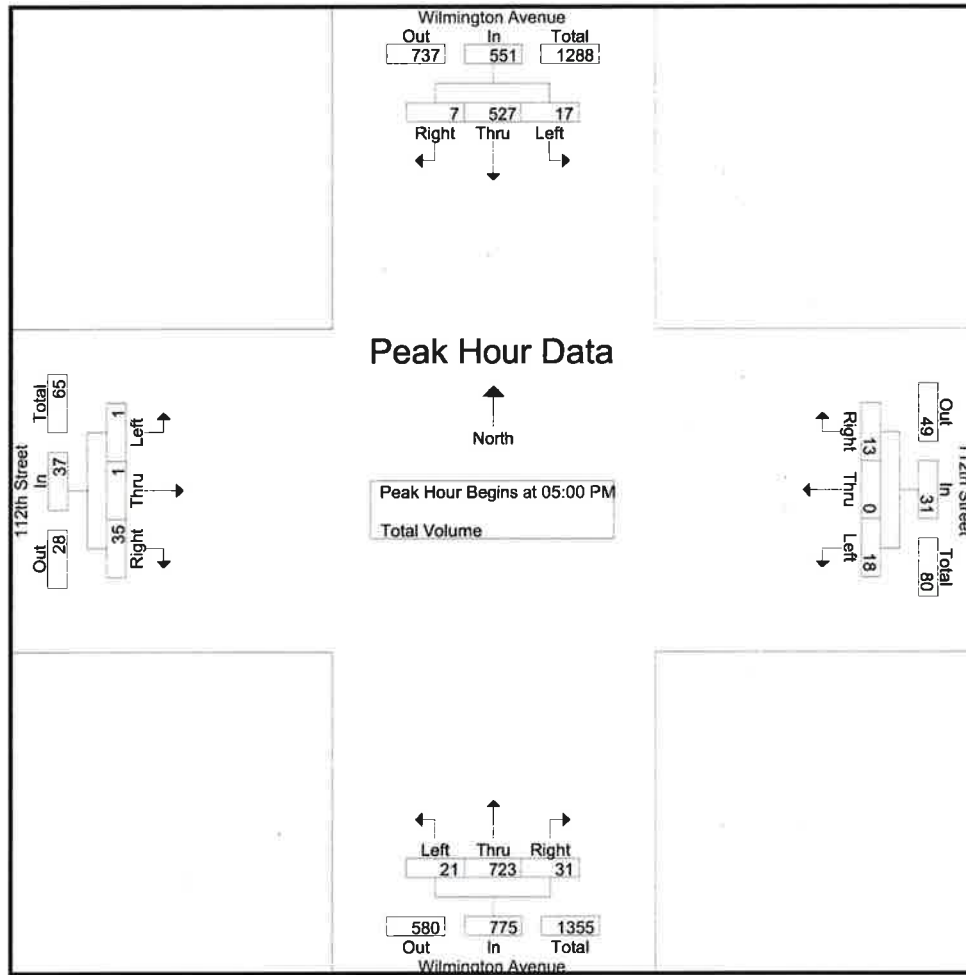 Wilmington Avenue
Out In Total
737 551 1288
7 527 17
Right Thru Left
Peak Hour Data
North
Peak Hour Begins at 05:00 PM
Total Volume
112th Street
Total In Out
65 37 28
1 1 35
Left Thru Right
Right Thru Left
13 0 18
Out In Total
49 31 80
112th Street
Left Thru Right
21 723 31
580 775 1355
Out In Total
Wilmington Avenue